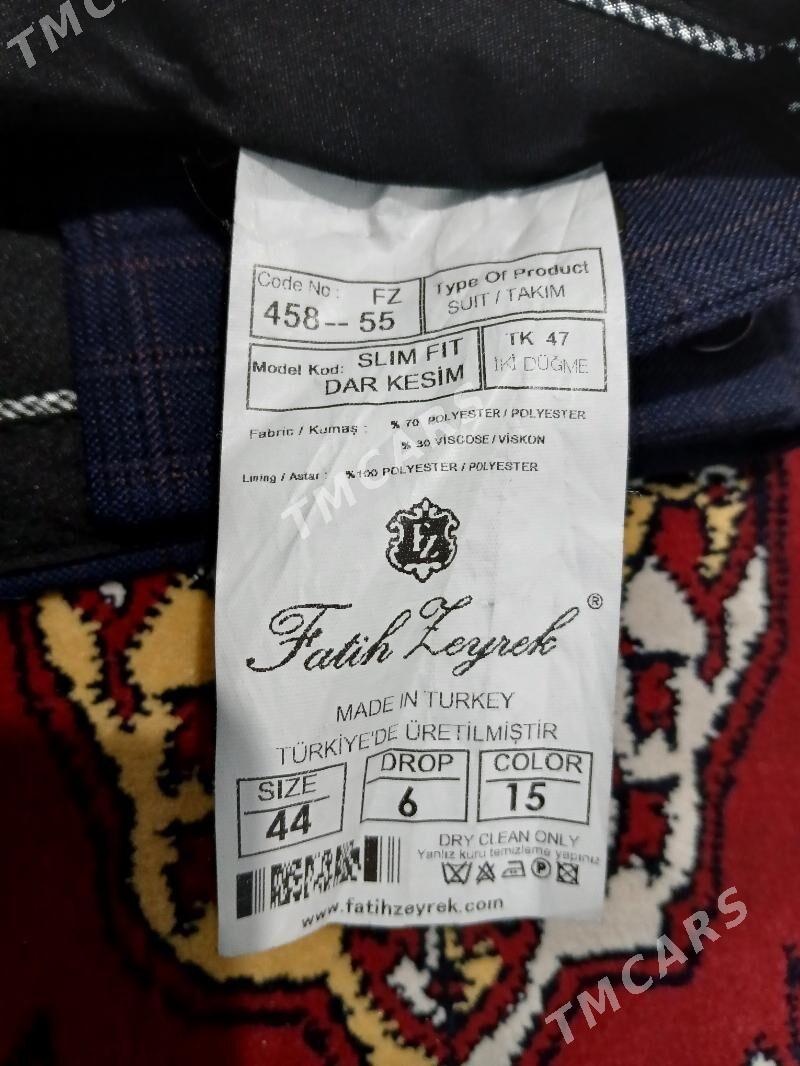 TMCARS
Code No: FZ
458-- 55
Type Of Product
SUIT / TAKIM
Model Kod: SLIM FIT
DAR KESİM
TK 47
İKİ DÜĞME
Fabric / Kumaş : % 70 POLYESTER / POLYESTER
% 30 VİSCOSE / VİSKON
Lining / Astar : %100 POLYESTER / POLYESTER
TMCARS
FZ
Fatih Zeyrek ®
MADE IN TURKEY
TÜRKİYE'DE ÜRETİLMİŞTİR
SIZE
44
DROP
6
COLOR
15
DRY CLEAN ONLY
Yanlız kuru temizleme yapınız
P
www.fatihzeyrek.com
TMCARS